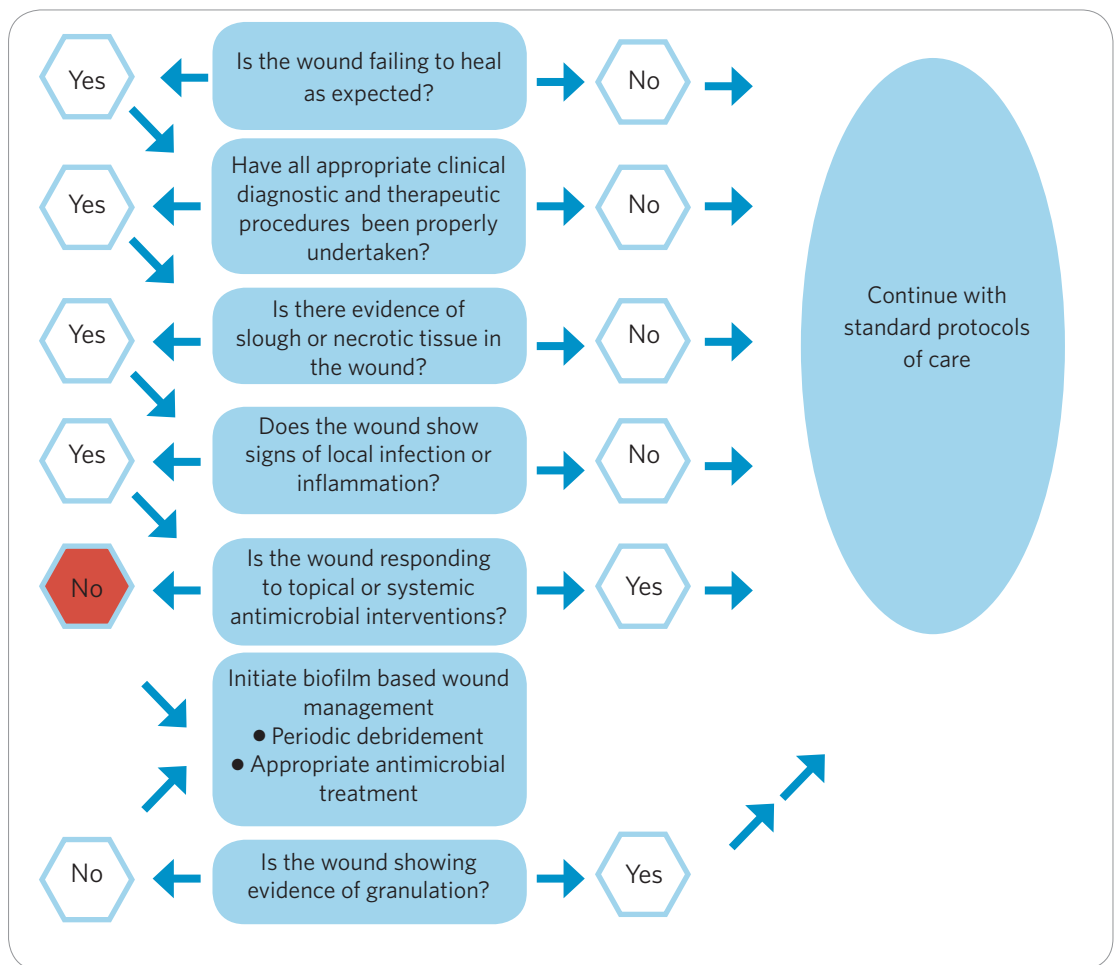 Yes
Is the wound failing to heal
as expected?
No
Yes
Have all appropriate clinical
diagnostic and therapeutic
procedures been properly
undertaken?
No
Yes
Is there evidence of
slough or necrotic tissue in
the wound?
No
Yes
Does the wound show
signs of local infection or
inflammation?
No
No
Is the wound responding
to topical or systemic
antimicrobial interventions?
Yes
Initiate biofilm based wound
management
● Periodic debridement
● Appropriate antimicrobial
treatment
No
Is the wound showing
evidence of granulation?
Yes
Continue with
standard protocols
of care